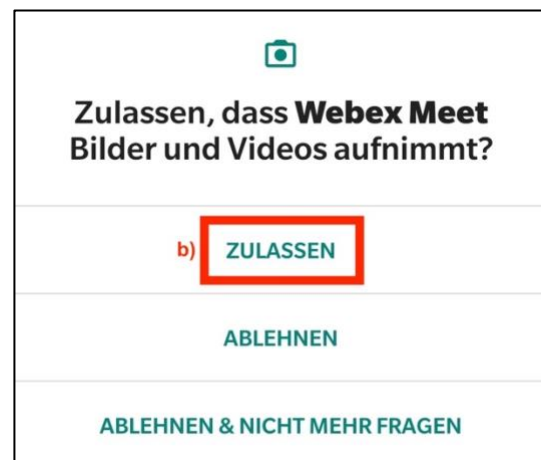 Zulassen, dass Webex Meet
Bilder und Videos aufnimmt?
b) ZULASSEN
ABLEHNEN
ABLEHNEN & NICHT MEHR FRAGEN